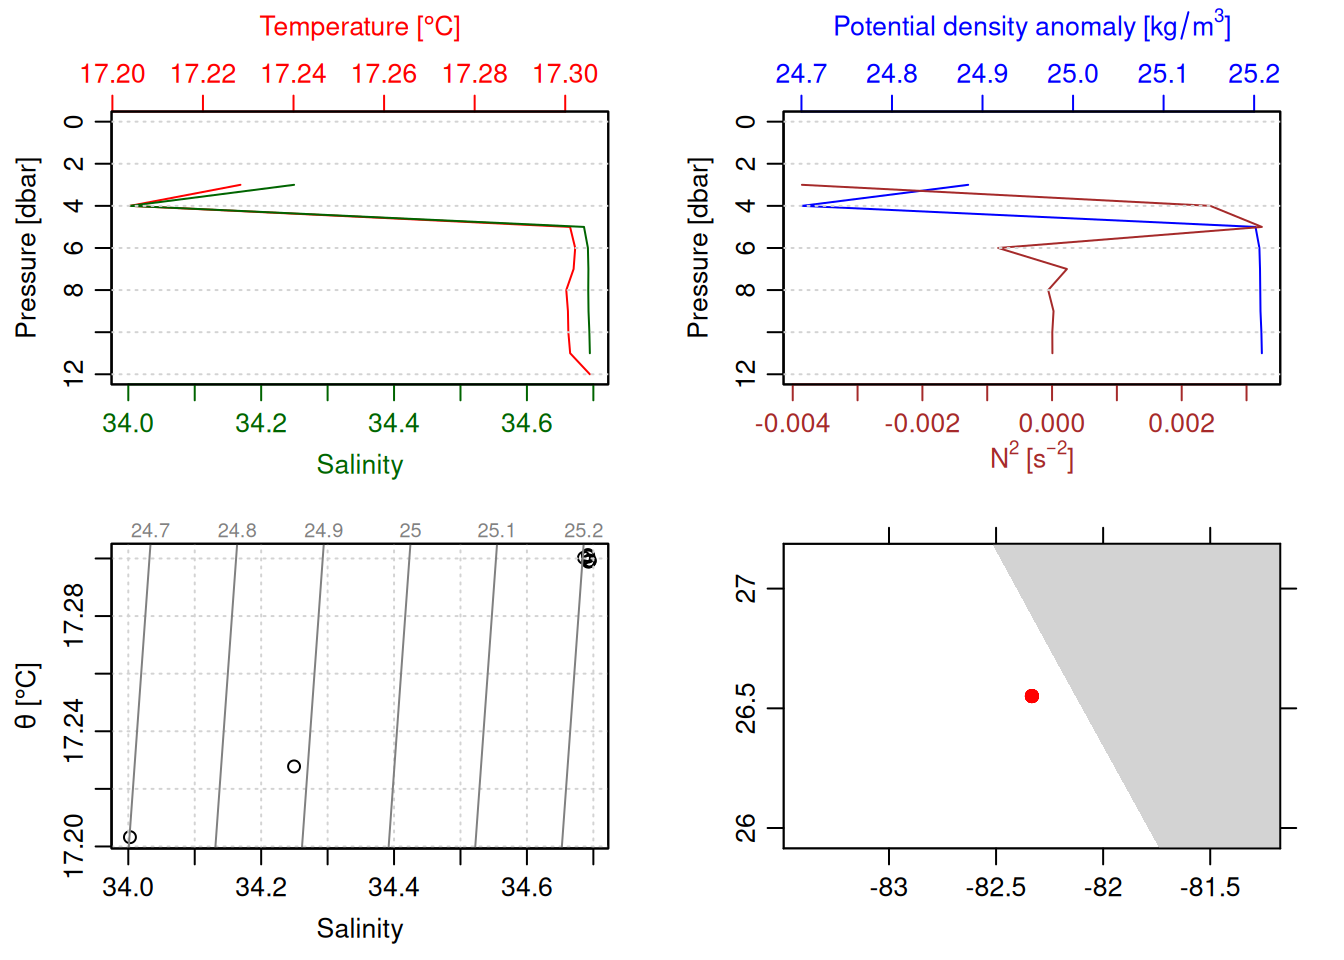 Temperature [°C]
17.20 17.22 17.24 17.26 17.28 17.30
Pressure [dbar]
0
2
4
6
8
12
34.0 34.2 34.4 34.6
Salinity
Potential density anomaly [kg/m³]
24.7 24.8 24.9 25.0 25.1 25.2
Pressure [dbar]
0
2
4
6
8
12
-0.004 -0.002 0.000 0.002
N² [s⁻²]
24.7 24.8 24.9 25 25.1 25.2
θ [°C]
17.28
17.24
17.20
34.0 34.2 34.4 34.6
Salinity
27
26.5
26
-83 -82.5 -82 -81.5